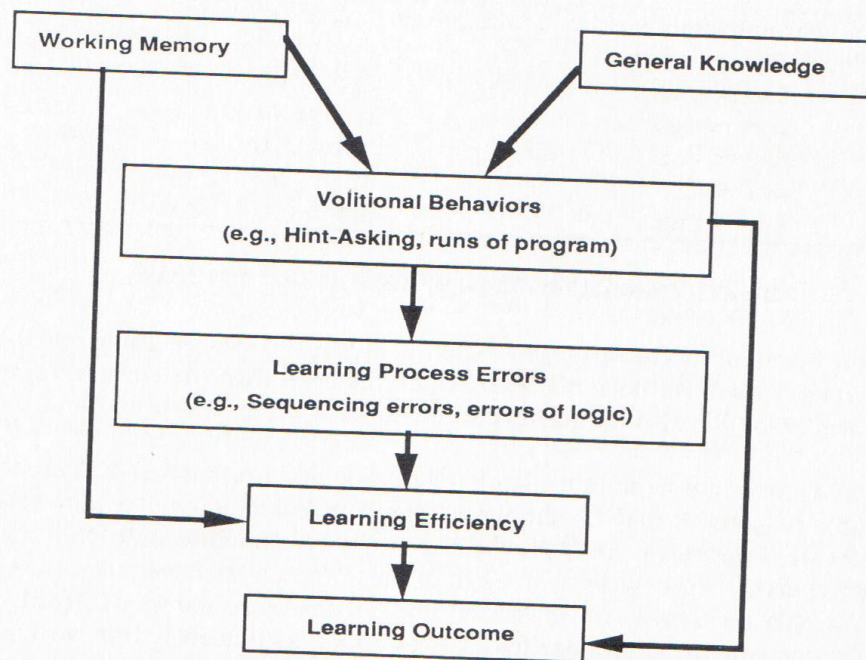 Working Memory
General Knowledge
Volitional Behaviors
(e.g., Hint-Asking, runs of program)
Learning Process Errors
(e.g., Sequencing errors, errors of logic)
Learning Efficiency
Learning Outcome